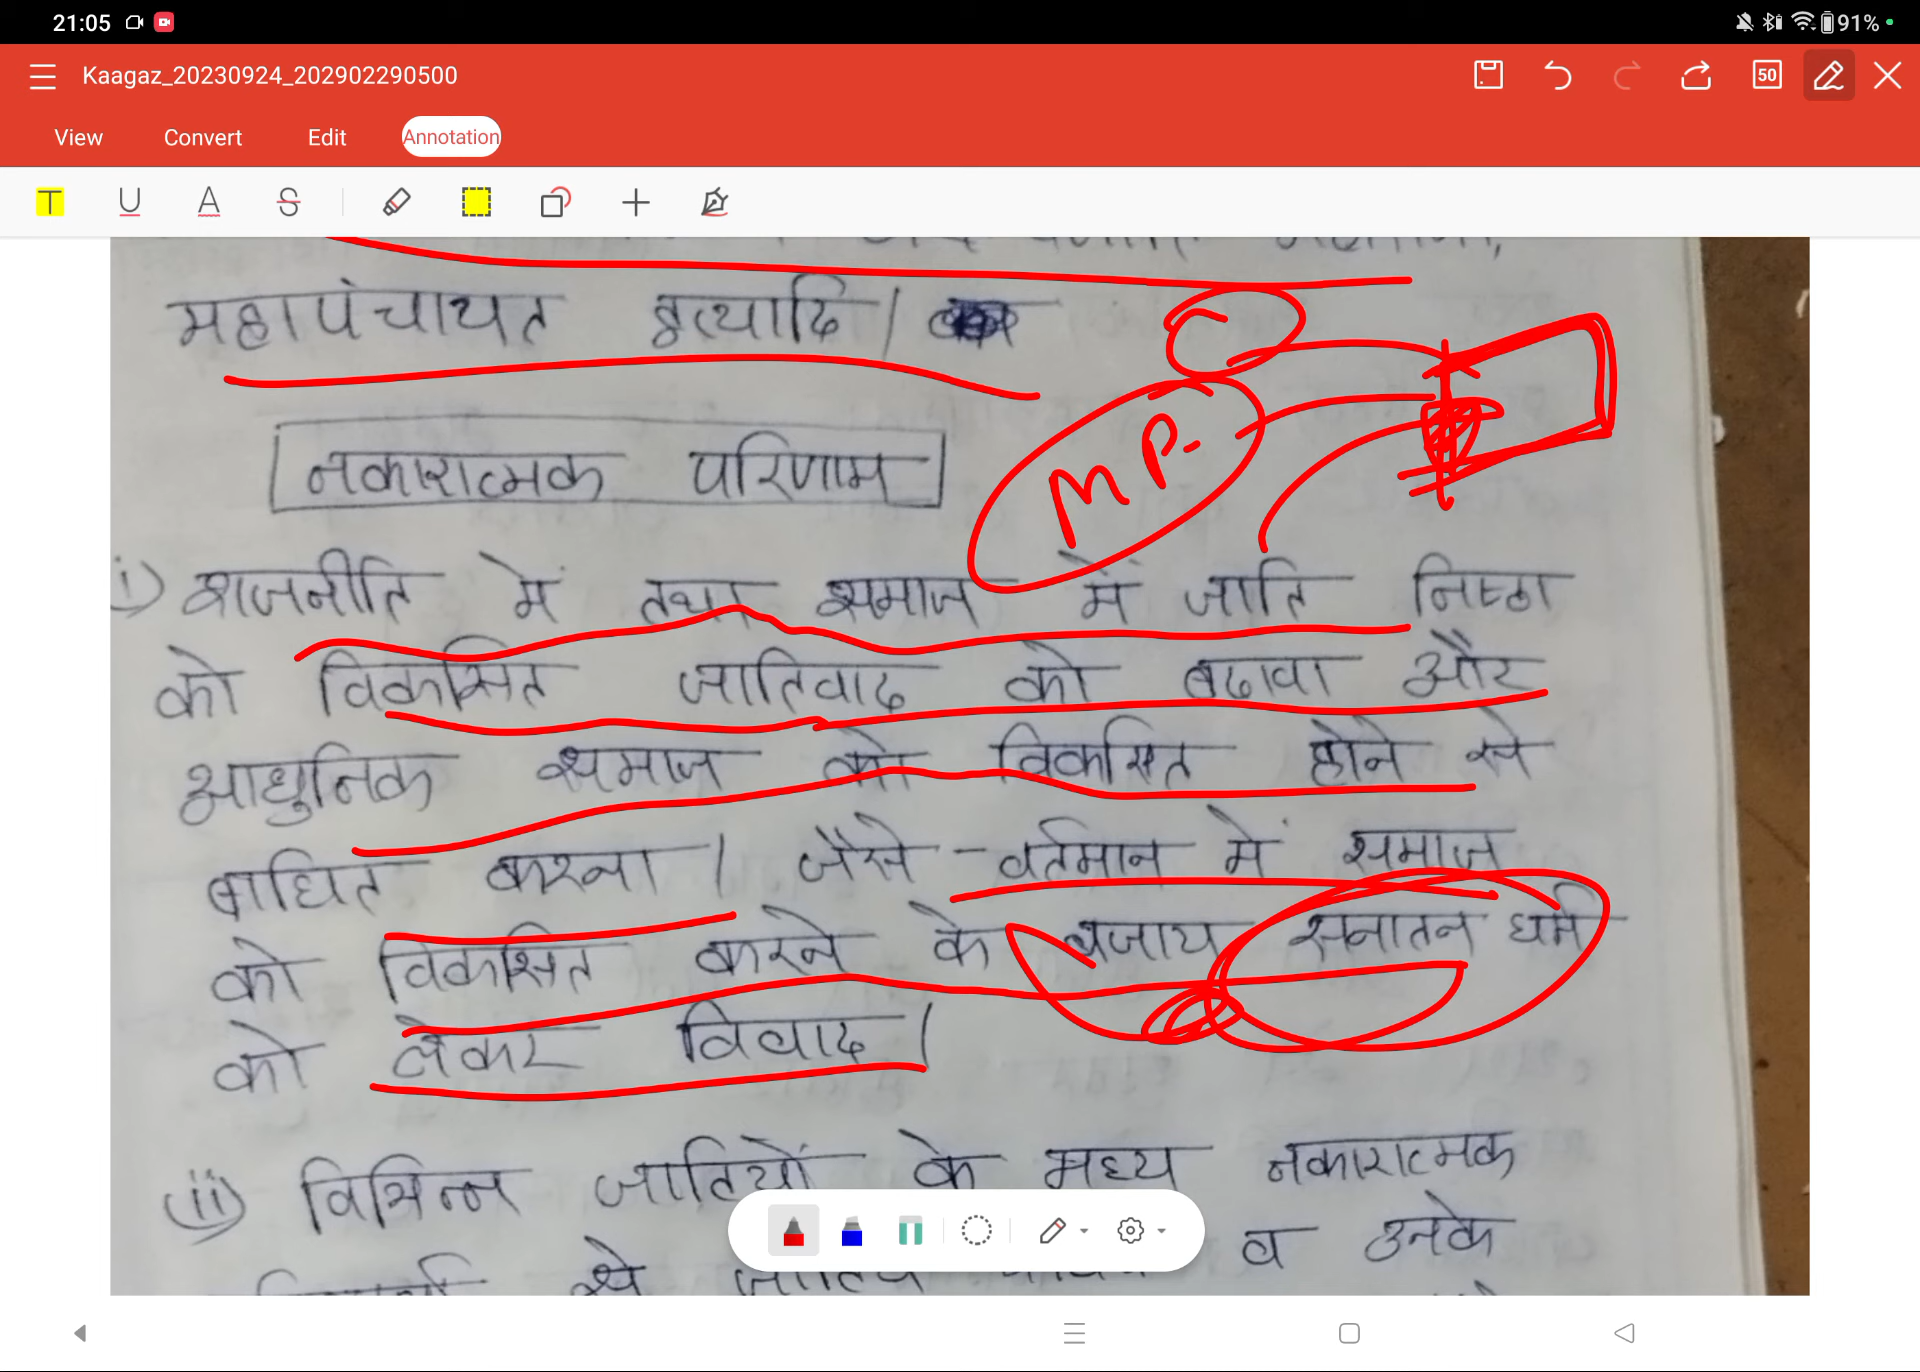 21:05
91%
Kaagaz_20230924_202902290500
50
View Convert Edit Annotation
T U A S
महापंचायत इत्यादि।
M P.
नकारात्मक परिणाम
i) राजनीति में तथा समाज में जाति निष्ठा
को विकसित जातिवाद को बढावा और
आधुनिक समाज को विकसित होने से
बाधित करना। जैसे - वर्तमान में समाज
को विकसित करने के बजाय सनातन धर्म
को लेकर विवाद।
ii) विभिन्न जातियों के मध्य नकारात्मक
से व उनके